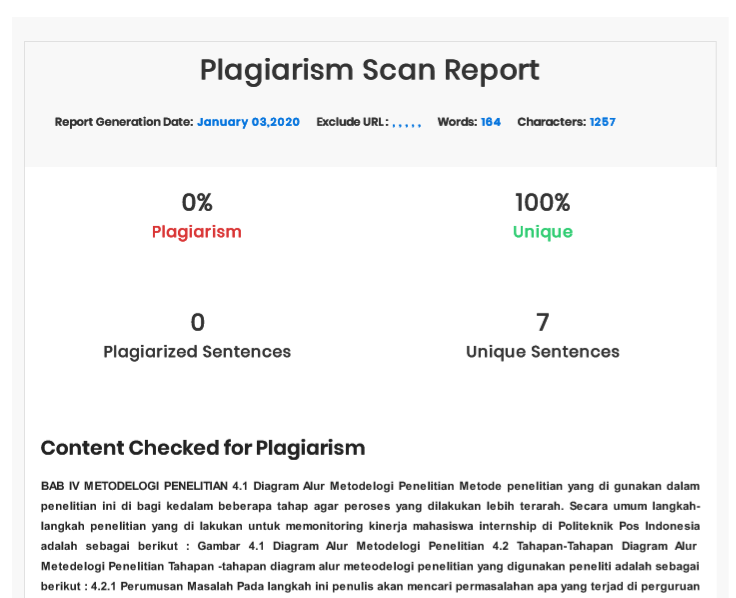 Plagiarism Scan Report
Report Generation Date: January 03,2020 Exclude URL : , , , , , Words: 164 Characters: 1257
0% 100%
Plagiarism Unique
0 7
Plagiarized Sentences Unique Sentences
Content Checked for Plagiarism
BAB IV METODELOGI PENELITIAN 4.1 Diagram Alur Metodelogi Penelitian Metode penelitian yang di gunakan dalam
penelitian ini di bagi kedalam beberapa tahap agar peroses yang dilakukan lebih terarah. Secara umum langkah-
langkah penelitian yang di lakukan untuk memonitoring kinerja mahasiswa internship di Politeknik Pos Indonesia
adalah sebagai berikut : Gambar 4.1 Diagram Alur Metodelogi Penelitian 4.2 Tahapan-Tahapan Diagram Alur
Metedelogi Penelitian Tahapan -tahapan diagram alur meteodelogi penelitian yang digunakan peneliti adalah sebagai
berikut : 4.2.1 Perumusan Masalah Pada langkah ini penulis akan mencari permasalahan apa yang terjad di perguruan